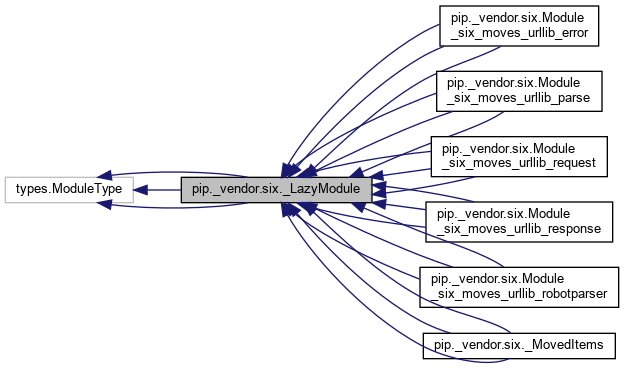 pip._vendor.six.Module
_six_moves_urllib_error
pip._vendor.six.Module
_six_moves_urllib_parse
pip._vendor.six.Module
_six_moves_urllib_request
types.ModuleType
pip._vendor.six._LazyModule
pip._vendor.six.Module
_six_moves_urllib_response
pip._vendor.six.Module
_six_moves_urllib_robotparser
pip._vendor.six._MovedItems